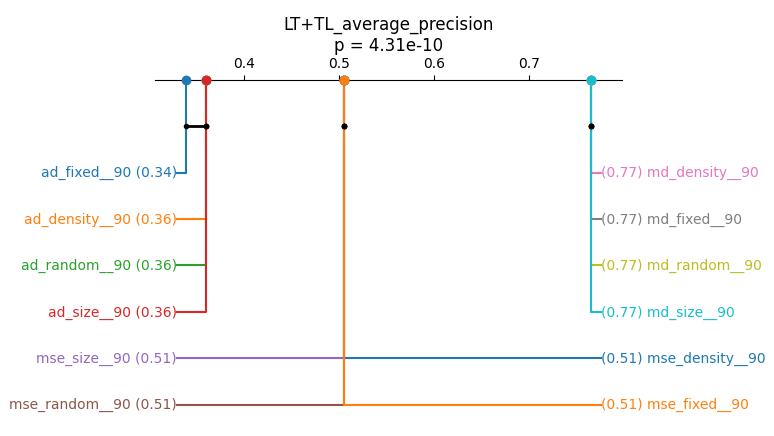 LT+TL_average_precision
p = 4.31e-10
0.4 0.5 0.6 0.7
ad_fixed__90 (0.34)
(0.77) md_density__90
ad_density__90 (0.36)
(0.77) md_fixed__90
ad_random__90 (0.36)
(0.77) md_random__90
ad_size__90 (0.36)
(0.77) md_size__90
mse_size__90 (0.51)
(0.51) mse_density__90
mse_random__90 (0.51)
(0.51) mse_fixed__90